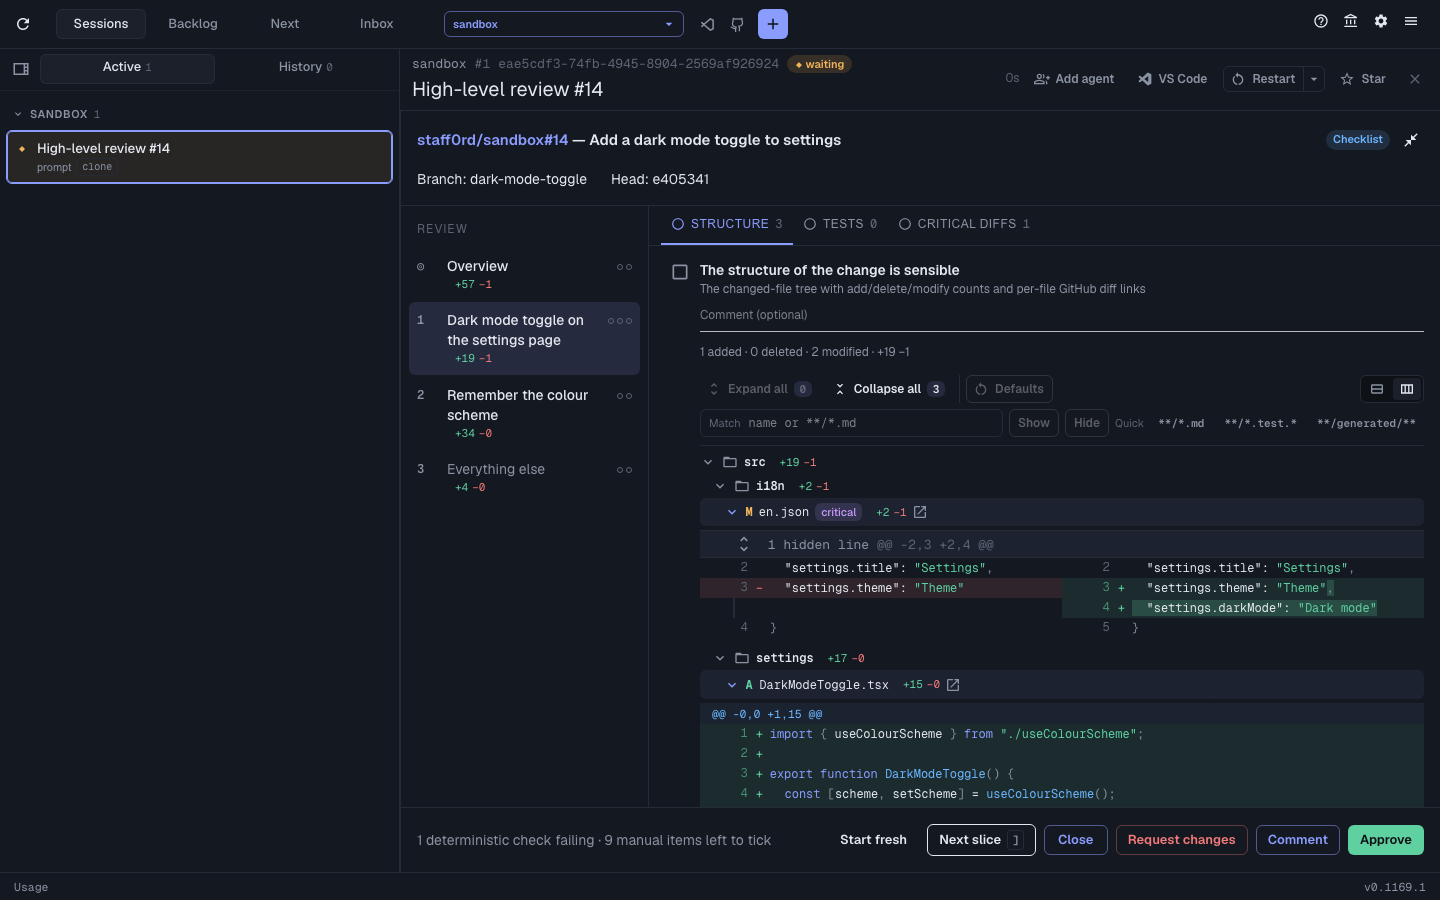 Sessions Backlog Next Inbox sandbox
Active 1 History 0
SANDBOX 1
High-level review #14
prompt clone
sandbox #1 eae5cdf3-74fb-4945-8904-2569af926924 waiting
High-level review #14
0s Add agent VS Code Restart Star
staff0rd/sandbox#14 — Add a dark mode toggle to settings
Checklist
Branch: dark-mode-toggle Head: e405341
REVIEW
Overview
+57 −1
1 Dark mode toggle on
the settings page
+19 −1
2 Remember the colour
scheme
+34 −0
3 Everything else
+4 −0
STRUCTURE 3 TESTS 0 CRITICAL DIFFS 1
The structure of the change is sensible
The changed-file tree with add/delete/modify counts and per-file GitHub diff links
Comment (optional)
1 added · 0 deleted · 2 modified · +19 −1
Expand all 0 Collapse all 3 Defaults
Match name or **/*.md Show Hide Quick **/*.md **/*.test.* **/generated/**
src +19 −1
i18n +2 −1
M en.json critical +2 −1
1 hidden line @@ -2,3 +2,4 @@
2 "settings.title": "Settings", 2 "settings.title": "Settings",
3 − "settings.theme": "Theme" 3 + "settings.theme": "Theme",
4 + "settings.darkMode": "Dark mode"
4 } 5 }
settings +17 −0
A DarkModeToggle.tsx +15 −0
@@ -0,0 +1,15 @@
1 + import { useColourScheme } from "./useColourScheme";
2 +
3 + export function DarkModeToggle() {
4 + const [scheme, setScheme] = useColourScheme();
1 deterministic check failing · 9 manual items left to tick
Start fresh Next slice ] Close Request changes Comment Approve
Usage v0.1169.1